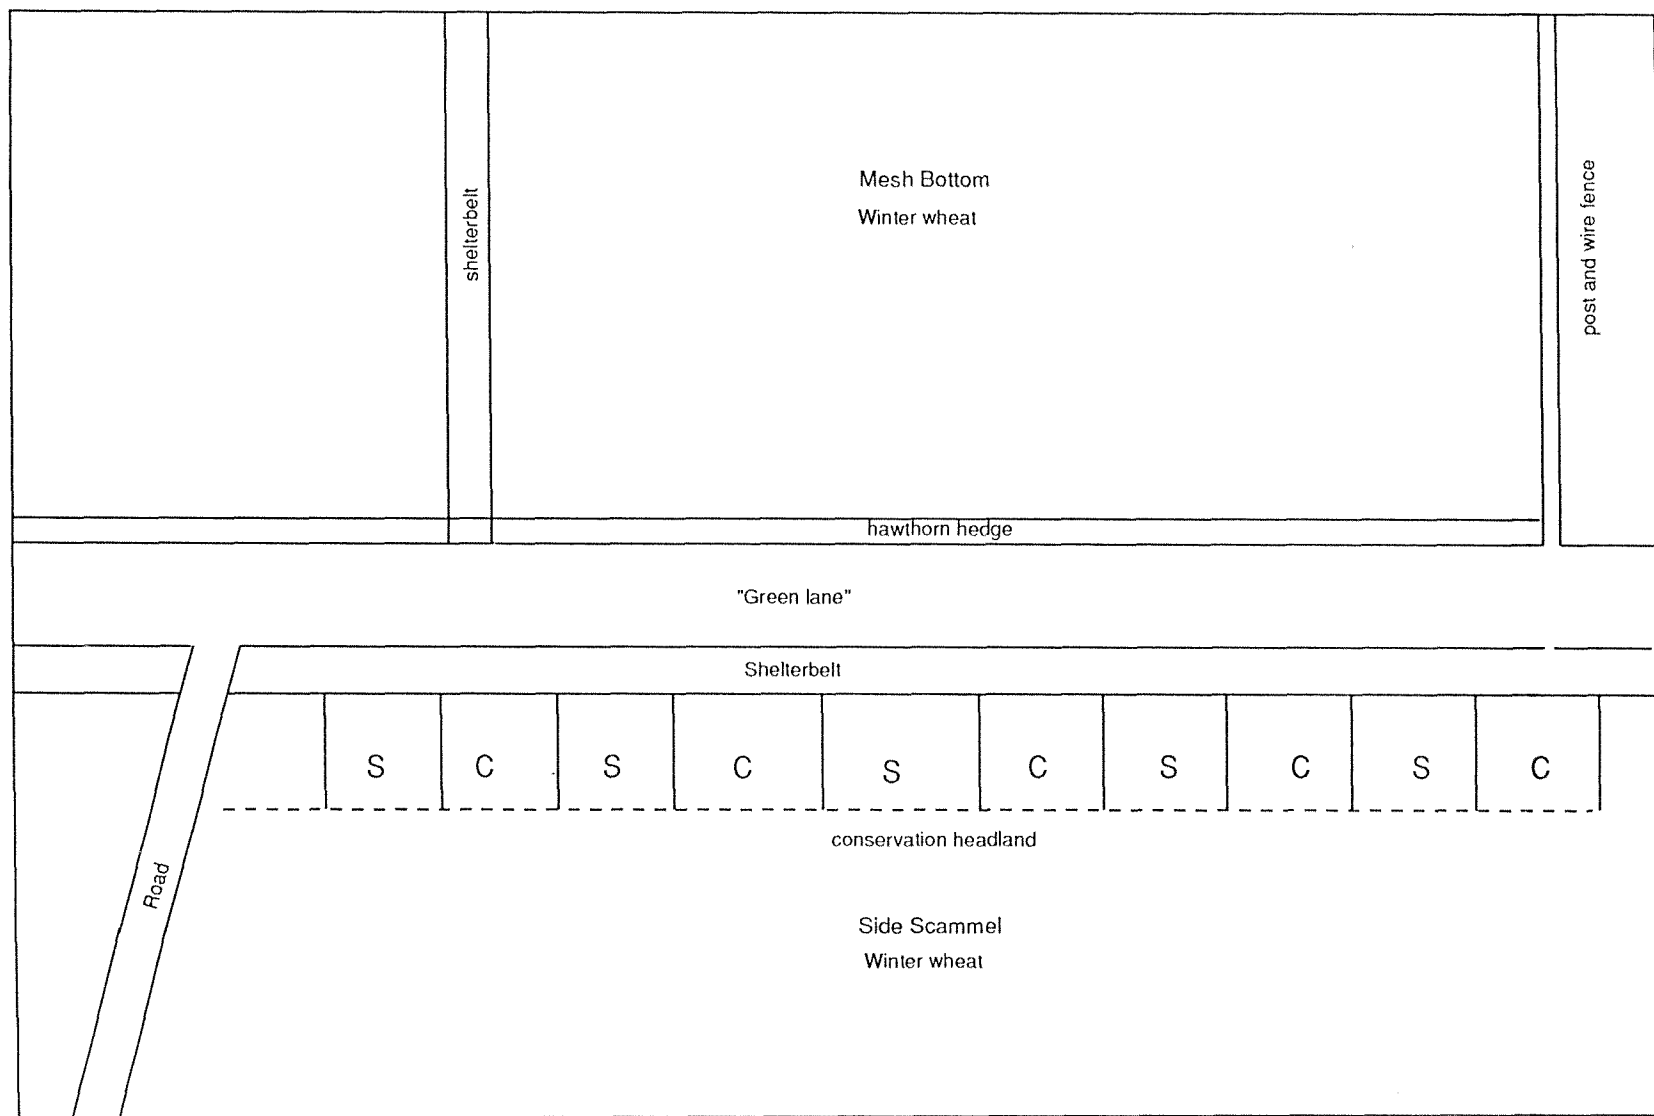 Mesh Bottom
Winter wheat
shelterbelt
post and wire fence
hawthorn hedge
"Green lane"
Shelterbelt
S C S C S C S C S C
conservation headland
Road
Side Scammel
Winter wheat